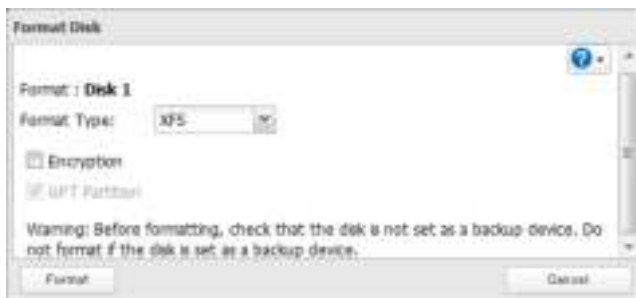 Format Disk
?
Format : Disk 1
Format Type: XFS
Encryption
GPT Partition
Warning: Before formatting, check that the disk is not set as a backup device. Do
not format if the disk is set as a backup device.
Format Cancel